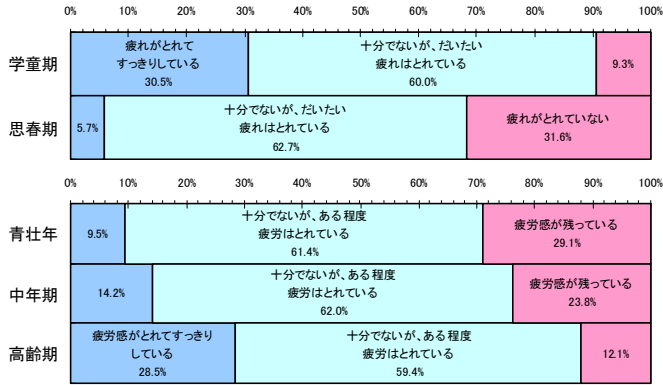 0% 10% 20% 30% 40% 50% 60% 70% 80% 90% 100%
学童期
疲れがとれて
すっきりしている
30.5%
十分でないが、だいたい
疲れはとれている
60.0%
9.3%
思春期
5.7%
十分でないが、だいたい
疲れはとれている
62.7%
疲れがとれていない
31.6%
0% 10% 20% 30% 40% 50% 60% 70% 80% 90% 100%
青壮年
9.5%
十分でないが、ある程度
疲労はとれている
61.4%
疲労感が残っている
29.1%
中年期
14.2%
十分でないが、ある程度
疲労はとれている
62.0%
疲労感が残っている
23.8%
高齢期
疲労感がとれてすっきり
している
28.5%
十分でないが、ある程度
疲労はとれている
59.4%
12.1%